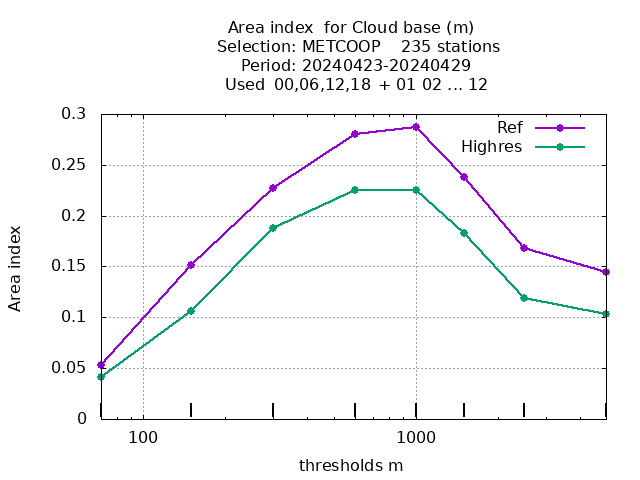 Area index  for Cloud base (m)
Selection: METCOOP    235 stations
Period: 20240423-20240429
Used  00,06,12,18 + 01 02 ... 12
0.3
Ref
Highres
0.25
0.2
0.15
0.1
0.05
0
Area index
100
1000
thresholds m